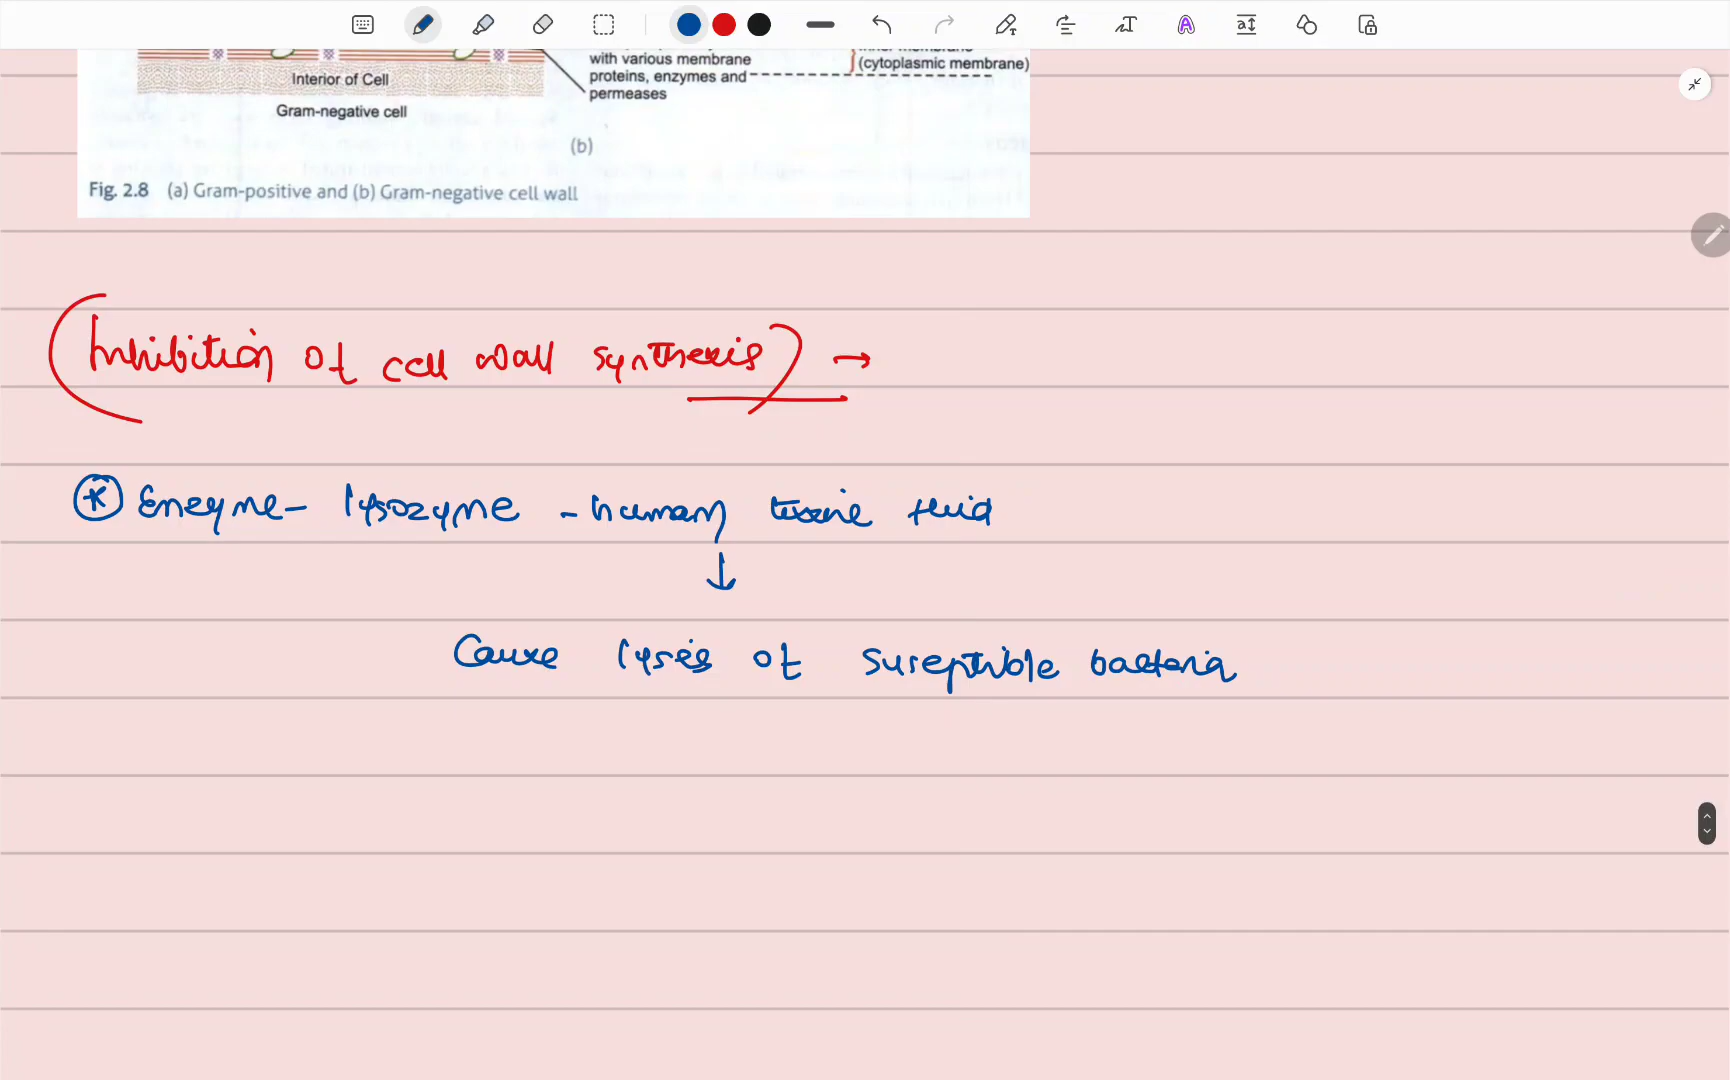 with various membrane
proteins, enzymes and
permeases
(cytoplasmic membrane)
Interior of Cell
Gram-negative cell
(b)
Fig. 2.8 (a) Gram-positive and (b) Gram-negative cell wall
(Inhibition of cell wall synthesis) →
* Enzyme - lysozyme - human tissue fluid
↓
Cause lysis of sureptible bacteria